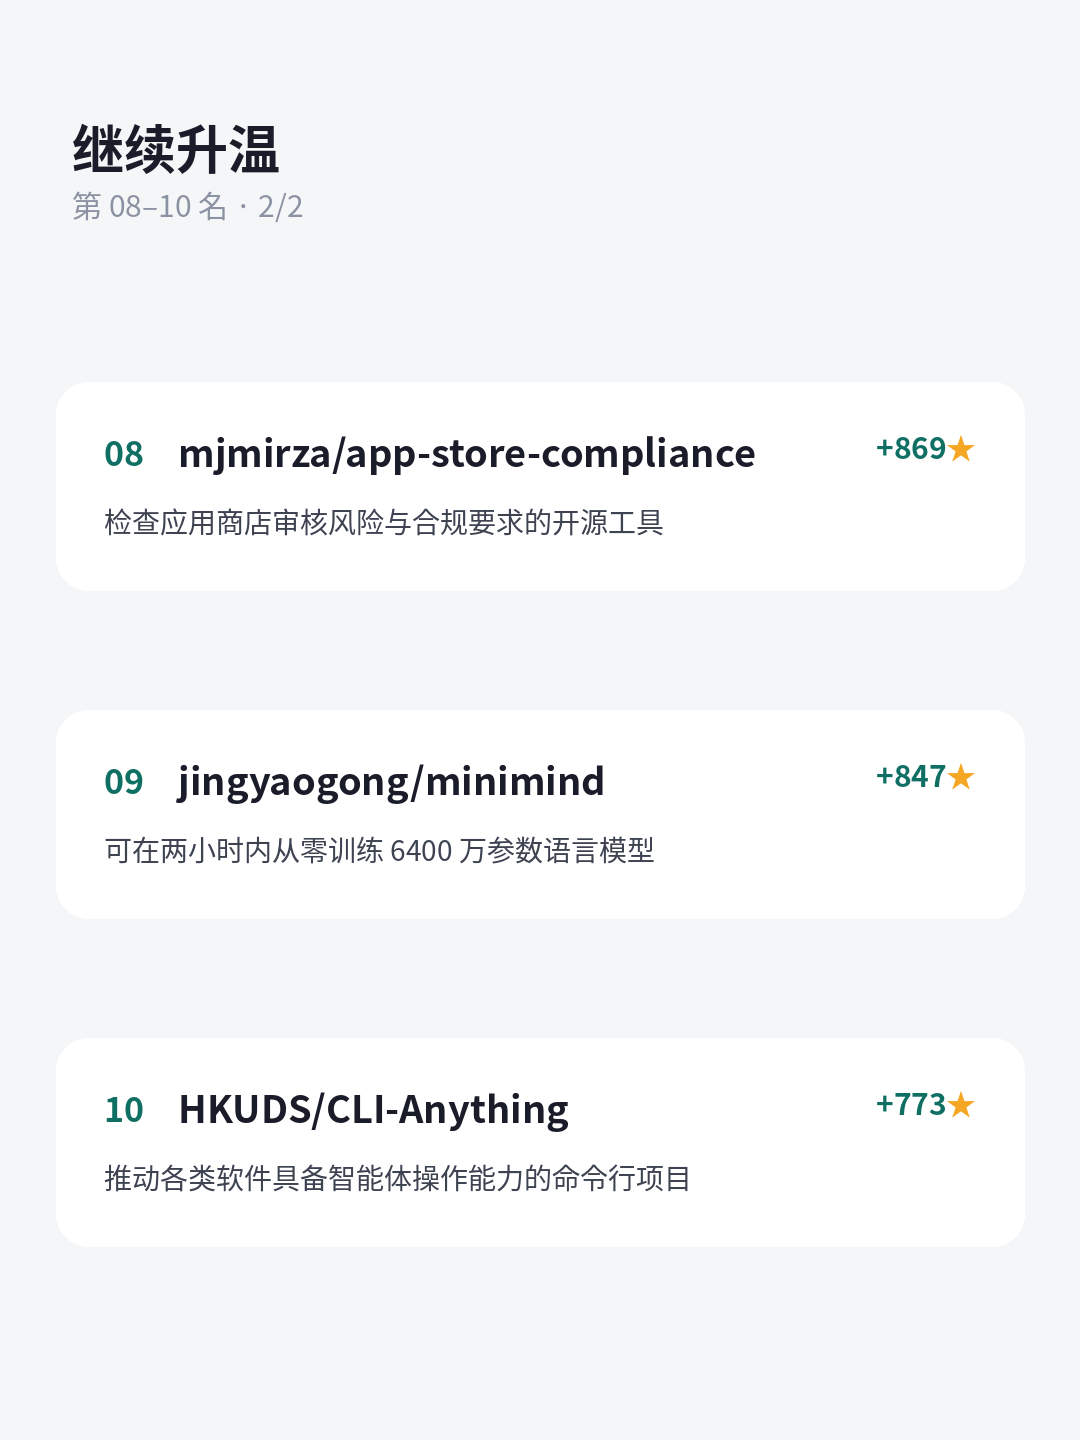 继续升温
第 08–10 名 · 2/2
08 mjmirza/app-store-compliance +869★
检查应用商店审核风险与合规要求的开源工具
09 jingyaogong/minimind +847★
可在两小时内从零训练 6400 万参数语言模型
10 HKUDS/CLI-Anything +773★
推动各类软件具备智能体操作能力的命令行项目